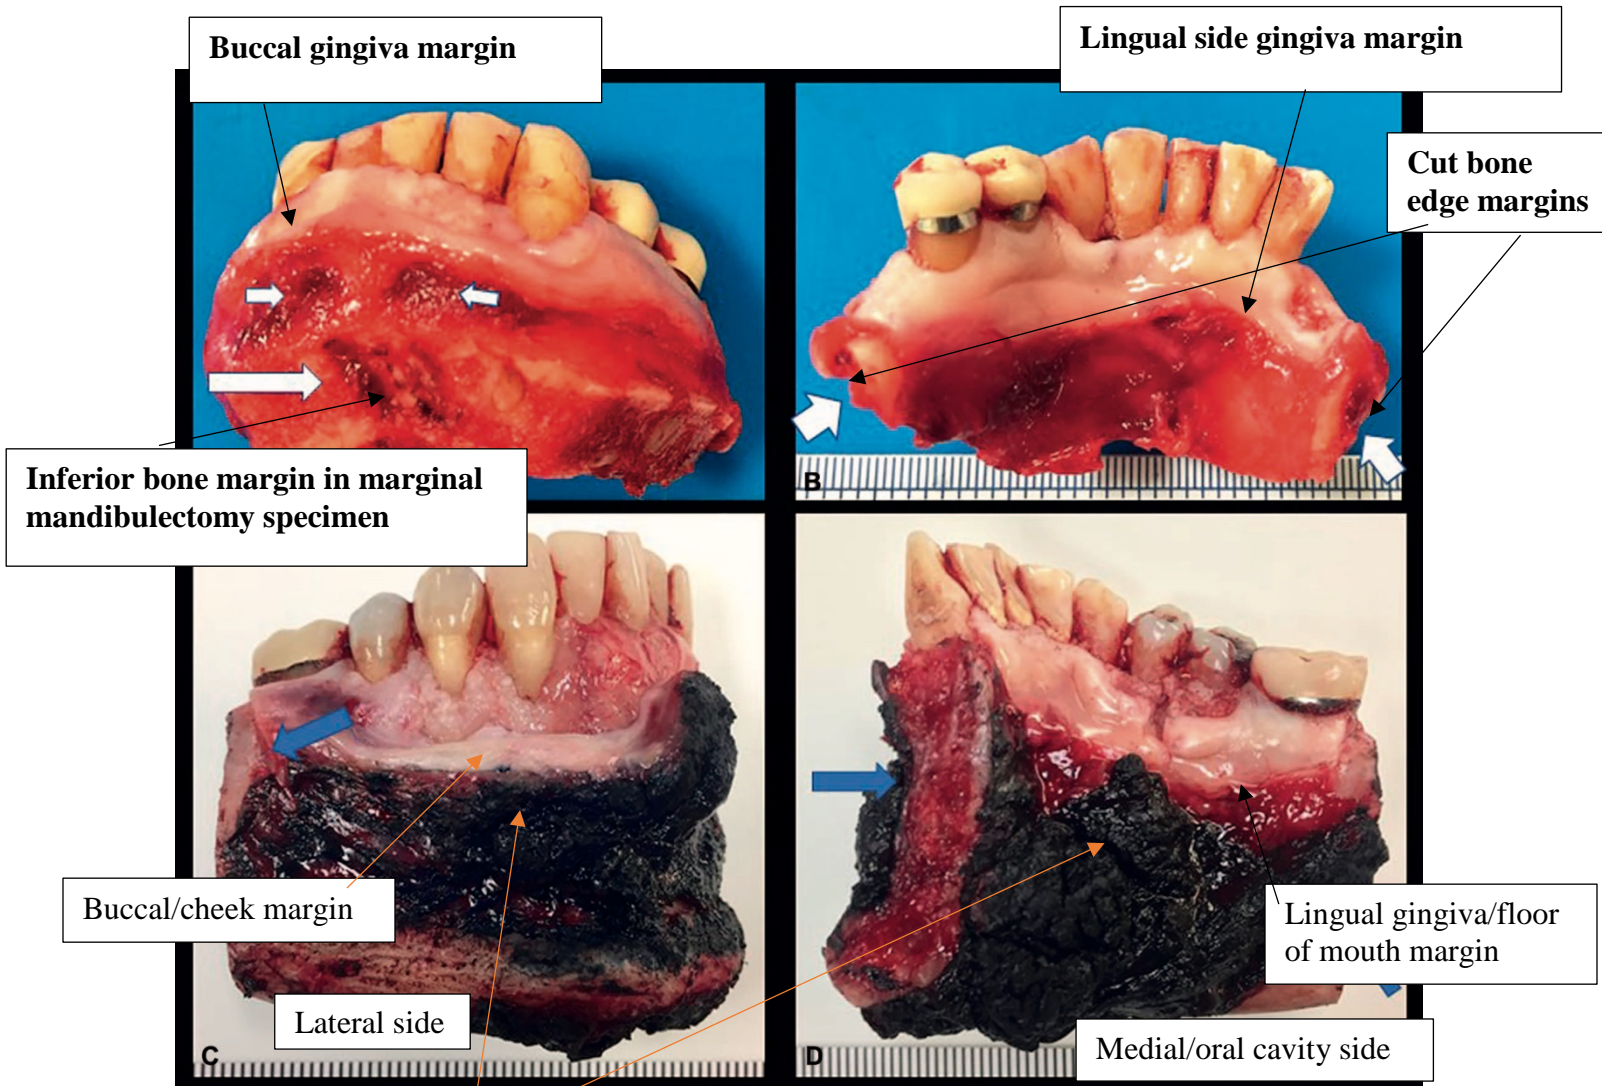 Buccal gingiva margin
Lingual side gingiva margin
Cut bone
edge margins
Inferior bone margin in marginal
mandibulectomy specimen
B
Buccal/cheek margin
Lateral side
C
Lingual gingiva/floor
of mouth margin
Medial/oral cavity side
D